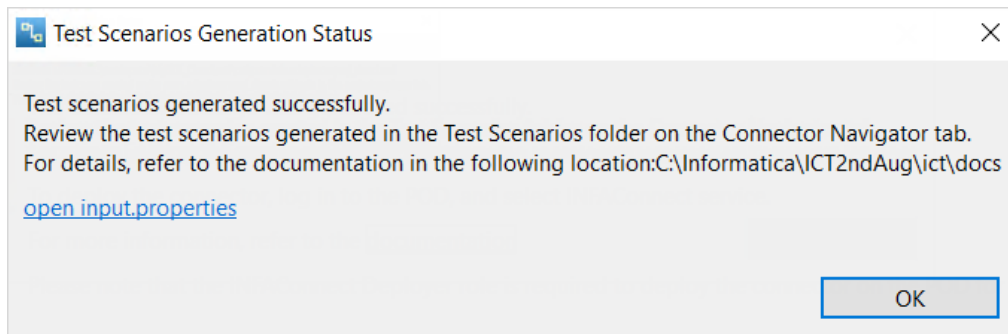 Test Scenarios Generation Status
Test scenarios generated successfully.
Review the test scenarios generated in the Test Scenarios folder on the Connector Navigator tab.
For details, refer to the documentation in the following location:C:\Informatica\ICT2ndAug\ict\docs
open input.properties
OK